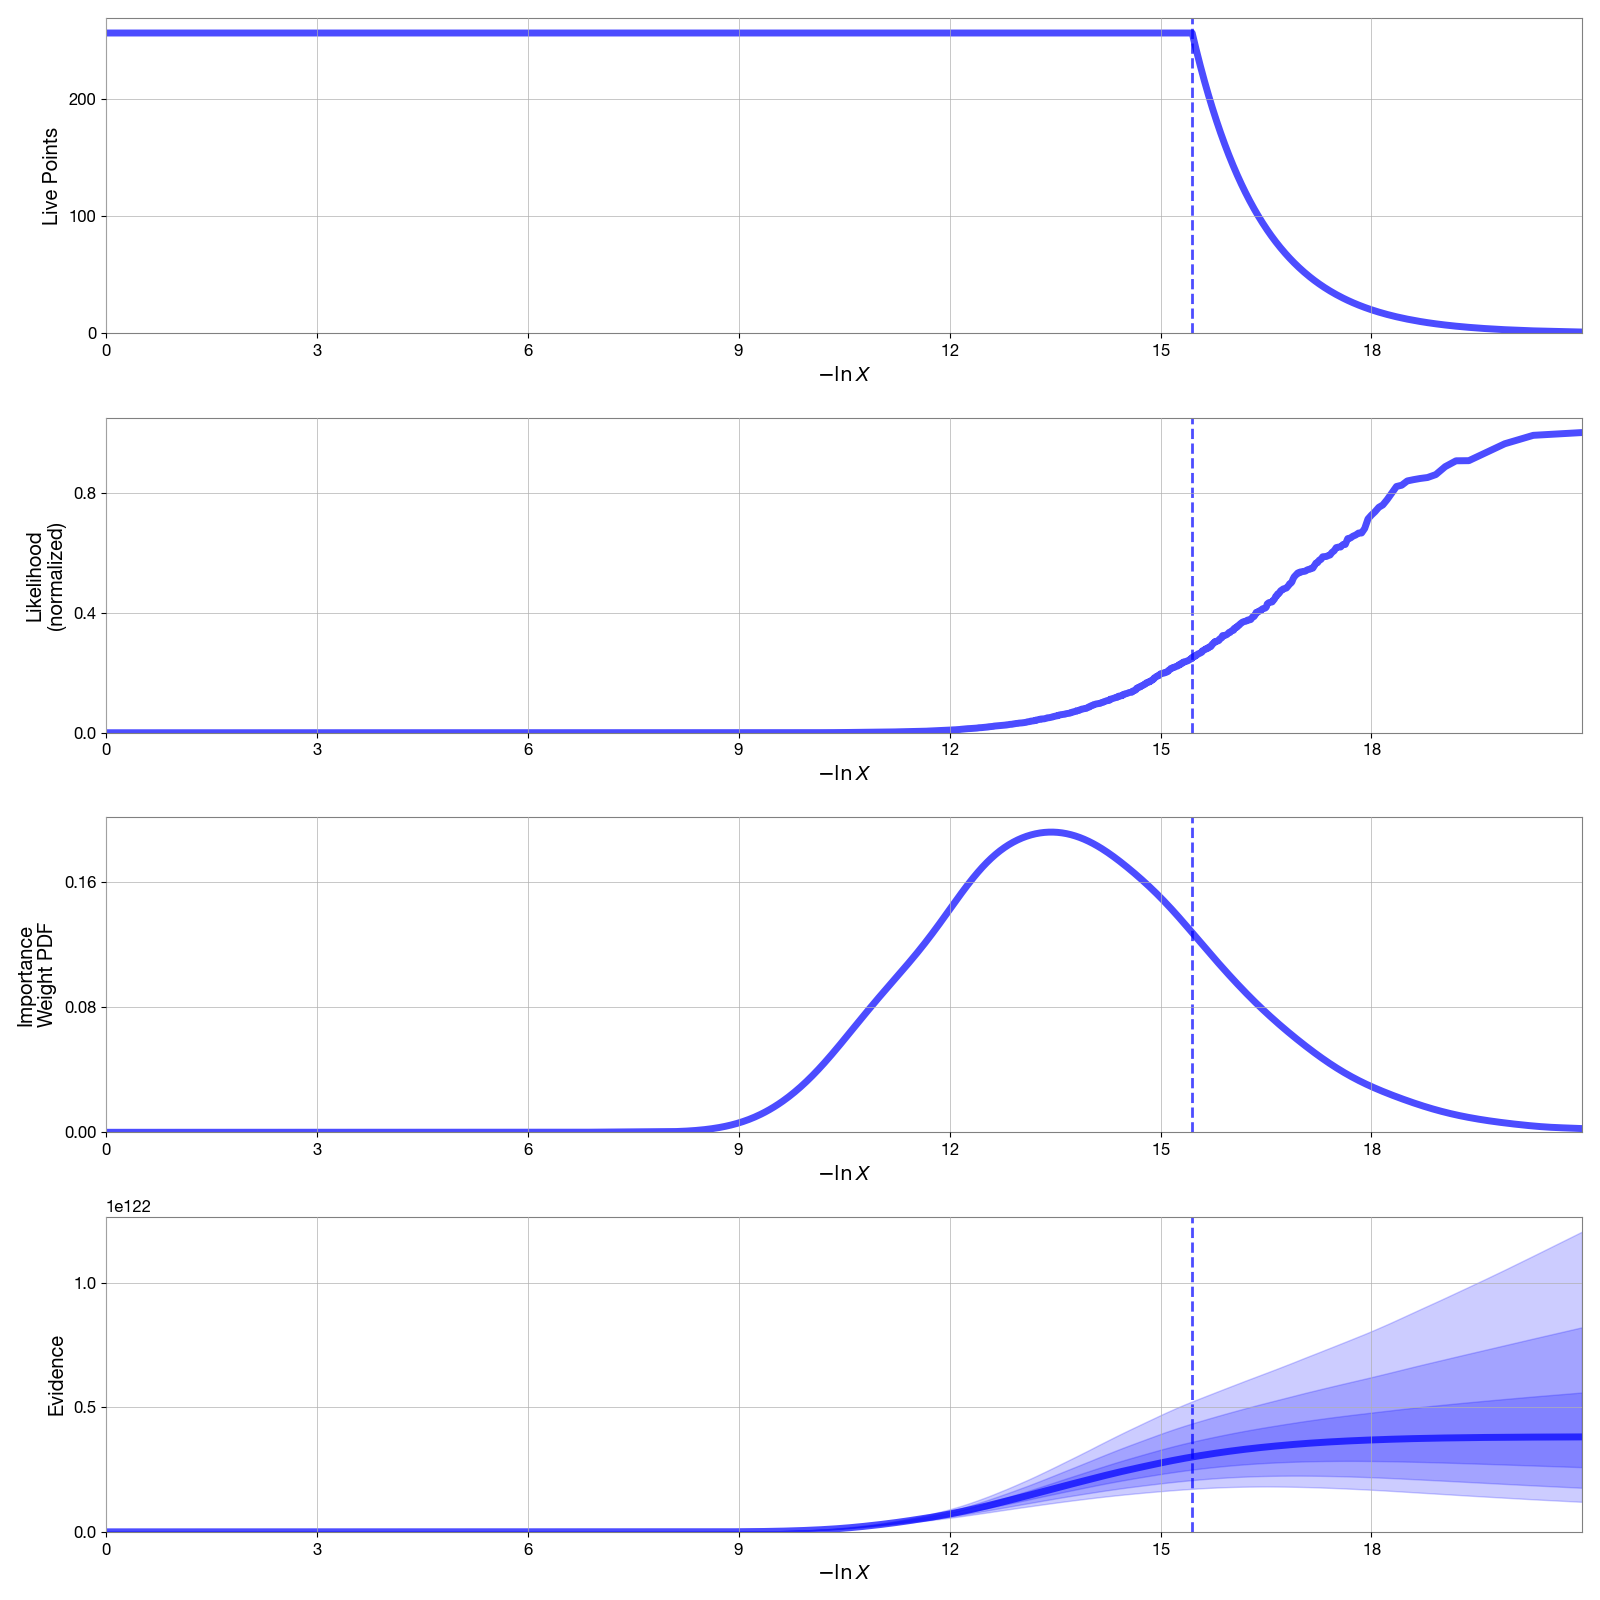 200
100
0
Live Points
0 3 6 9 12 15 18
−ln X
0.8
0.4
0.0
Likelihood
(normalized)
0 3 6 9 12 15 18
−ln X
0.16
0.08
0.00
Importance
Weight PDF
0 3 6 9 12 15 18
−ln X
1e122
1.0
0.5
0.0
Evidence
0 3 6 9 12 15 18
−ln X